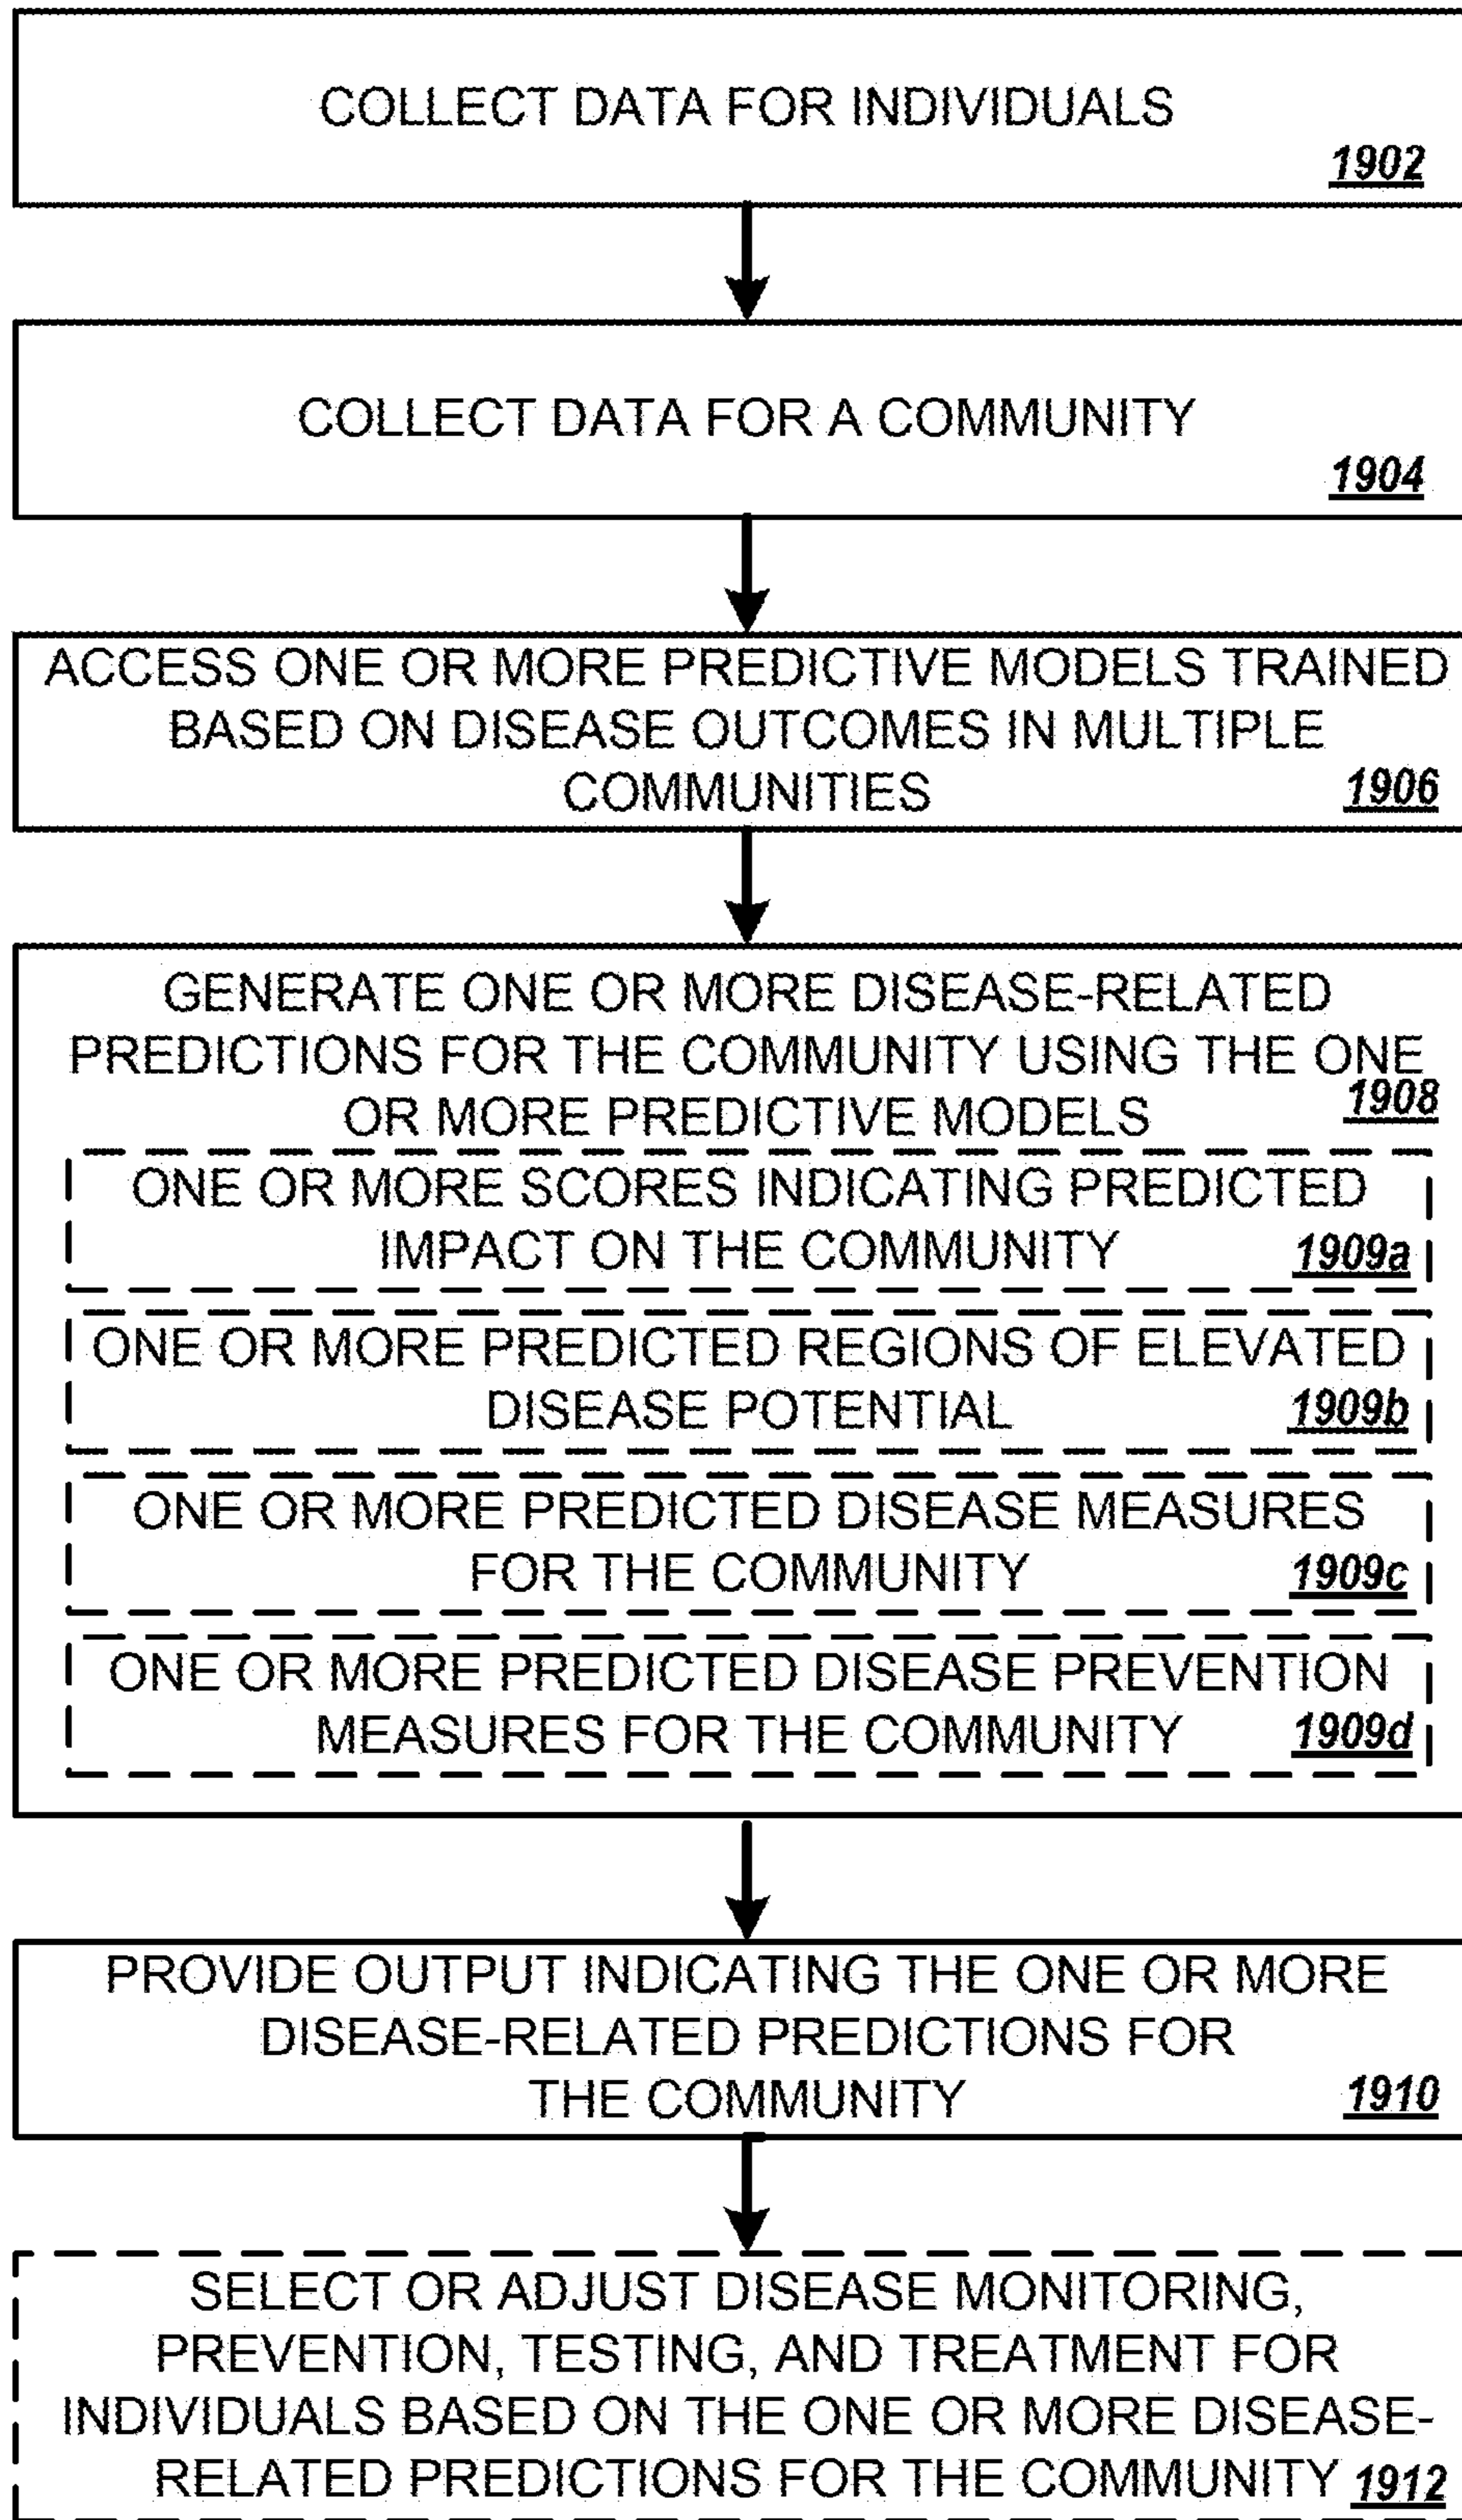 COLLECT DATA FOR INDIVIDUALS
1902
COLLECT DATA FOR A COMMUNITY
1904
ACCESS ONE OR MORE PREDICTIVE MODELS TRAINED
BASED ON DISEASE OUTCOMES IN MULTIPLE
COMMUNITIES 1906
GENERATE ONE OR MORE DISEASE-RELATED
PREDICTIONS FOR THE COMMUNITY USING THE ONE
OR MORE PREDICTIVE MODELS 1908
ONE OR MORE SCORES INDICATING PREDICTED
IMPACT ON THE COMMUNITY 1909a
ONE OR MORE PREDICTED REGIONS OF ELEVATED
DISEASE POTENTIAL 1909b
ONE OR MORE PREDICTED DISEASE MEASURES
FOR THE COMMUNITY 1909c
ONE OR MORE PREDICTED DISEASE PREVENTION
MEASURES FOR THE COMMUNITY 1909d
PROVIDE OUTPUT INDICATING THE ONE OR MORE
DISEASE-RELATED PREDICTIONS FOR
THE COMMUNITY 1910
SELECT OR ADJUST DISEASE MONITORING,
PREVENTION, TESTING, AND TREATMENT FOR
INDIVIDUALS BASED ON THE ONE OR MORE DISEASE-
RELATED PREDICTIONS FOR THE COMMUNITY 1912